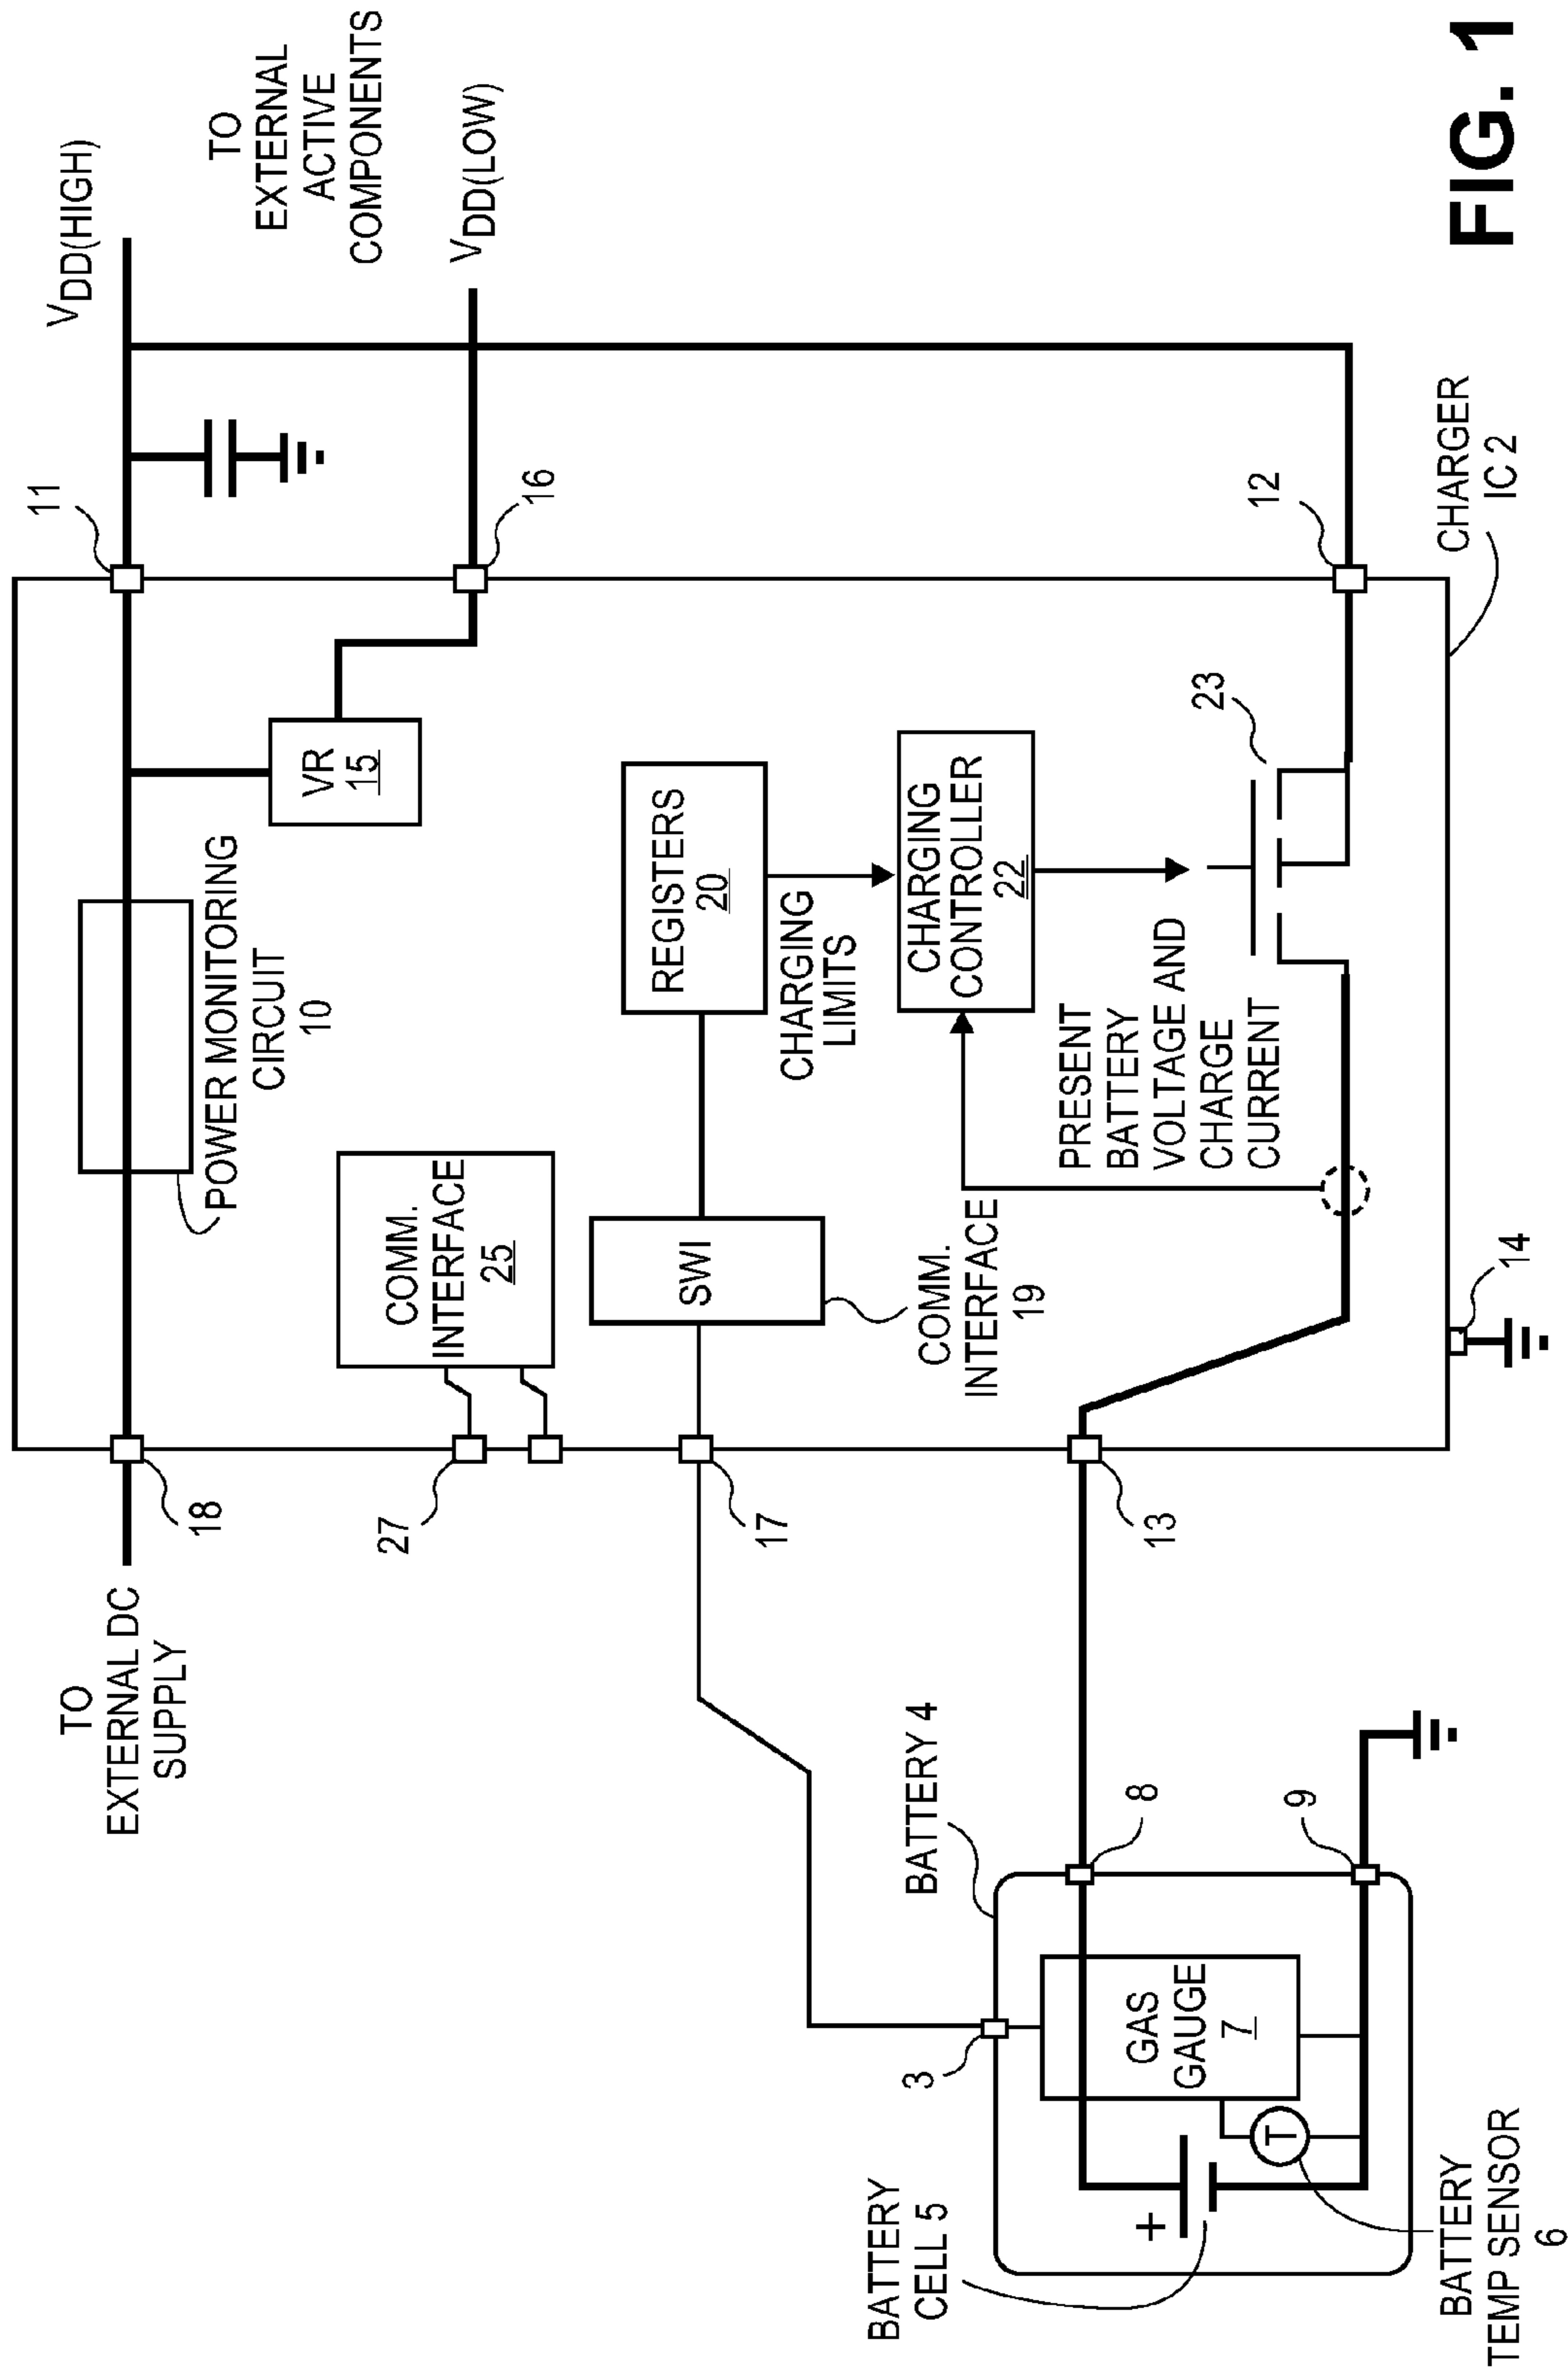 TO
EXTERNAL DC
SUPPLY
18
POWER MONITORING
CIRCUIT
10
11
VDD(HIGH)
TO
EXTERNAL
ACTIVE
COMPONENTS
VDD(LOW)
VR
15
16
27
COMM.
INTERFACE
25
17
SWI
REGISTERS
20
CHARGING
LIMITS
COMM.
INTERFACE
19
CHARGING
CONTROLLER
22
PRESENT
BATTERY
VOLTAGE AND
CHARGE
CURRENT
23
12
13
14
CHARGER
IC 2
BATTERY 4
3
8
9
GAS
GAUGE
7
T
+
BATTERY
CELL 5
BATTERY
TEMP SENSOR
6
FIG. 1